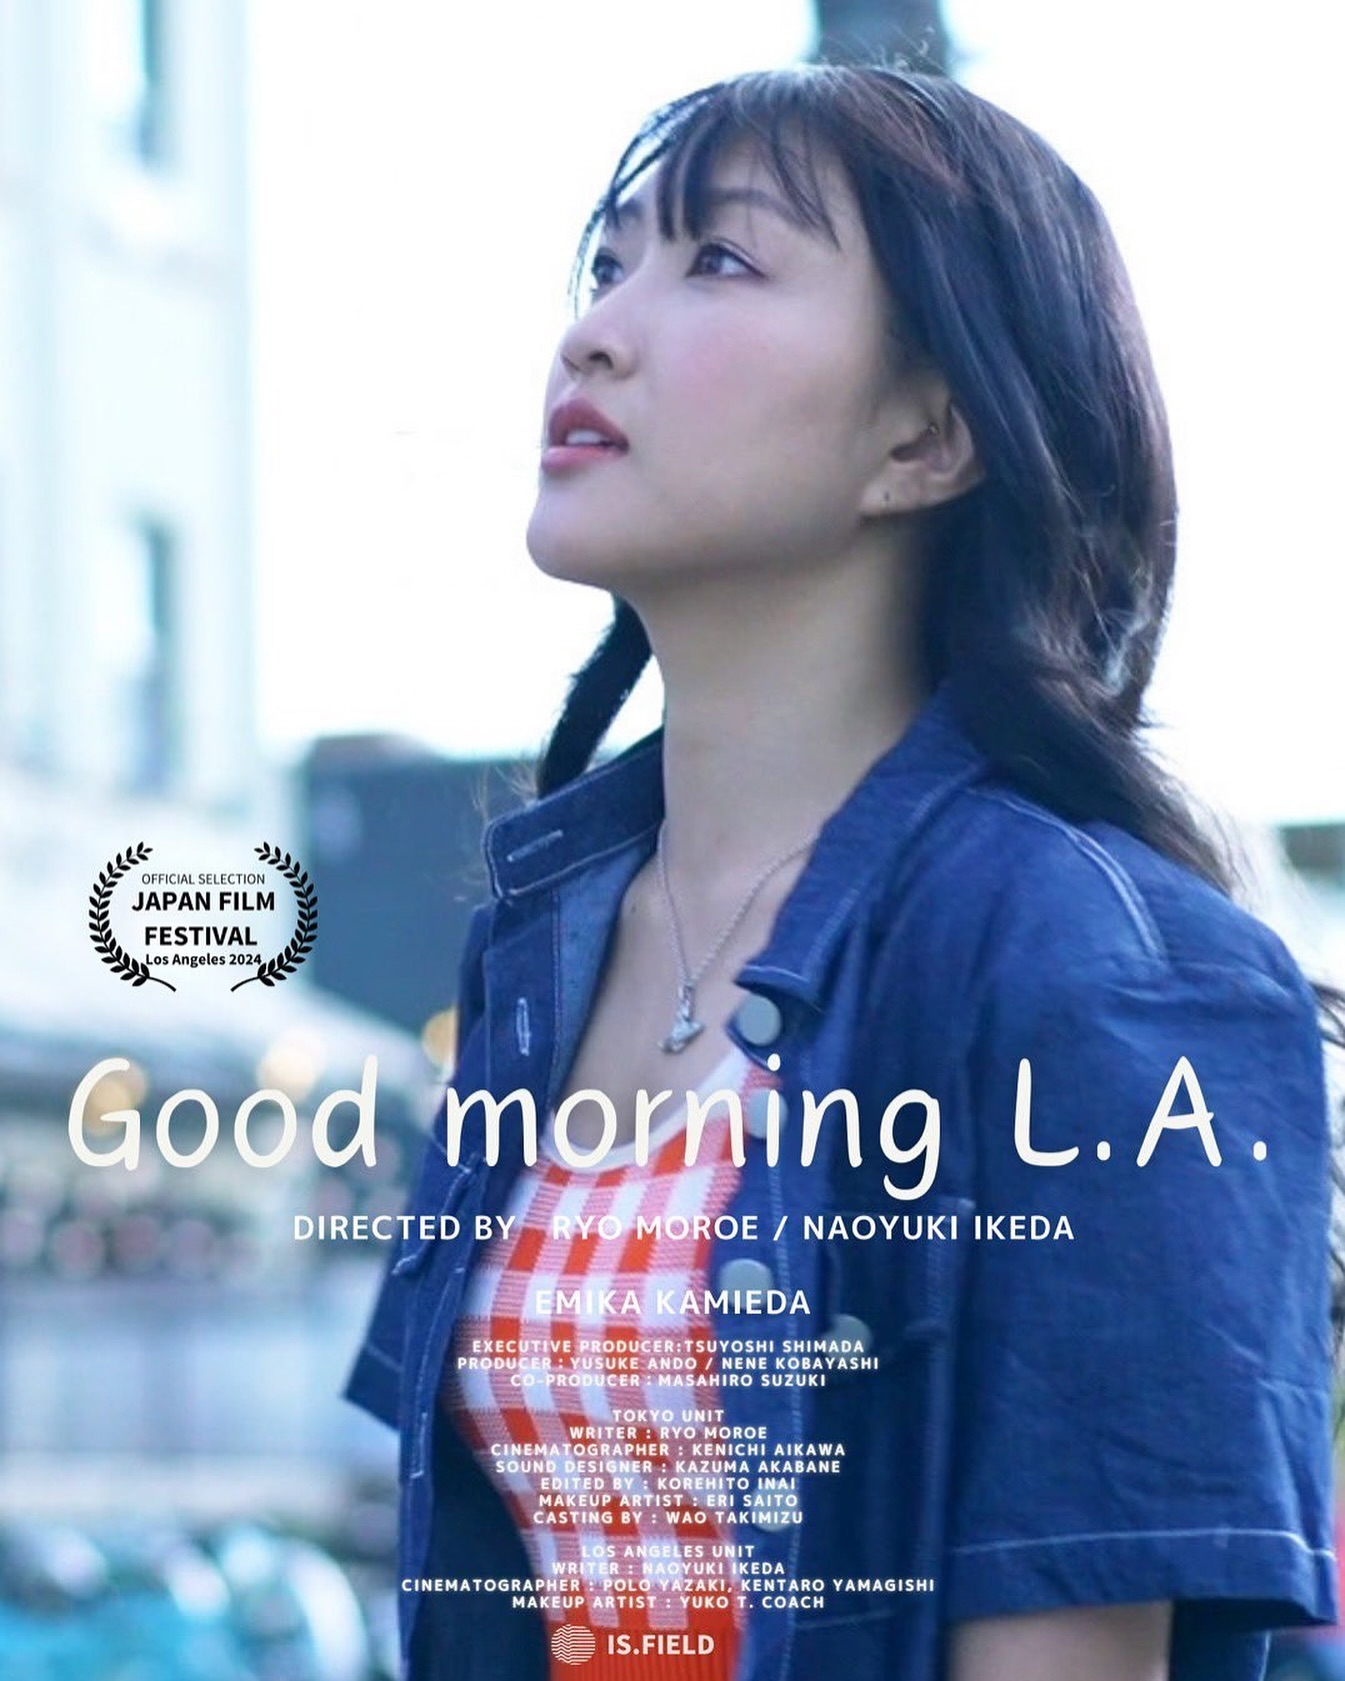 OFFICIAL SELECTION
JAPAN FILM
FESTIVAL
Los Angeles 2024
Good morning L.A.
DIRECTED BY RYO MOROE / NAOYUKI IKEDA
EMIKA KAMIEDA
EXECUTIVE PRODUCER:TSUYOSHI SHIMADA
PRODUCER : YUSUKE ANDO / NENE KOBAYASHI
CO-PRODUCER : MASAHIRO SUZUKI
TOKYO UNIT
WRITER : RYO MOROE
CINEMATOGRAPHER : KENICHI AIKAWA
SOUND DESIGNER : KAZUMA AKABANE
EDITED BY : KOREHITO INAI
MAKEUP ARTIST : ERI SAITO
CASTING BY : WAO TAKIMIZU
LOS ANGELES UNIT
WRITER : NAOYUKI IKEDA
CINEMATOGRAPHER : POLO YAZAKI, KENTARO YAMAGISHI
MAKEUP ARTIST : YUKO T. COACH
IS.FIELD